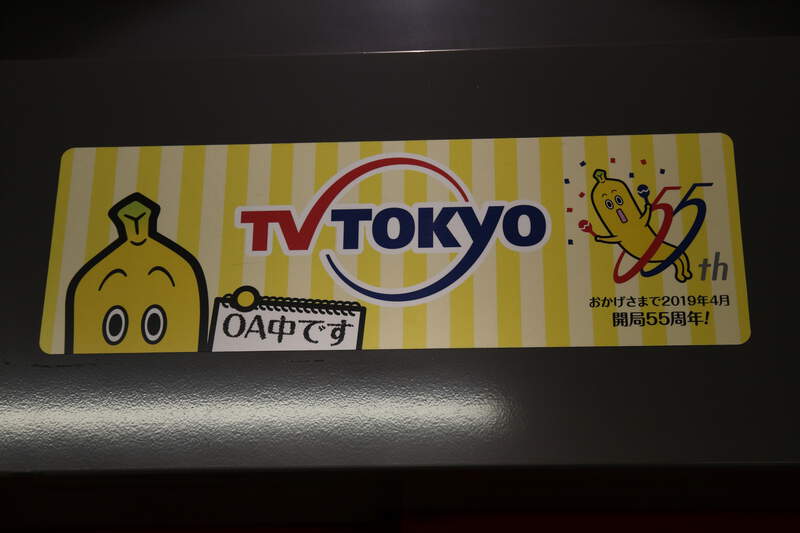 TV TOKYO
OA中です
55th
おかげさまで2019年4月
開局55周年!